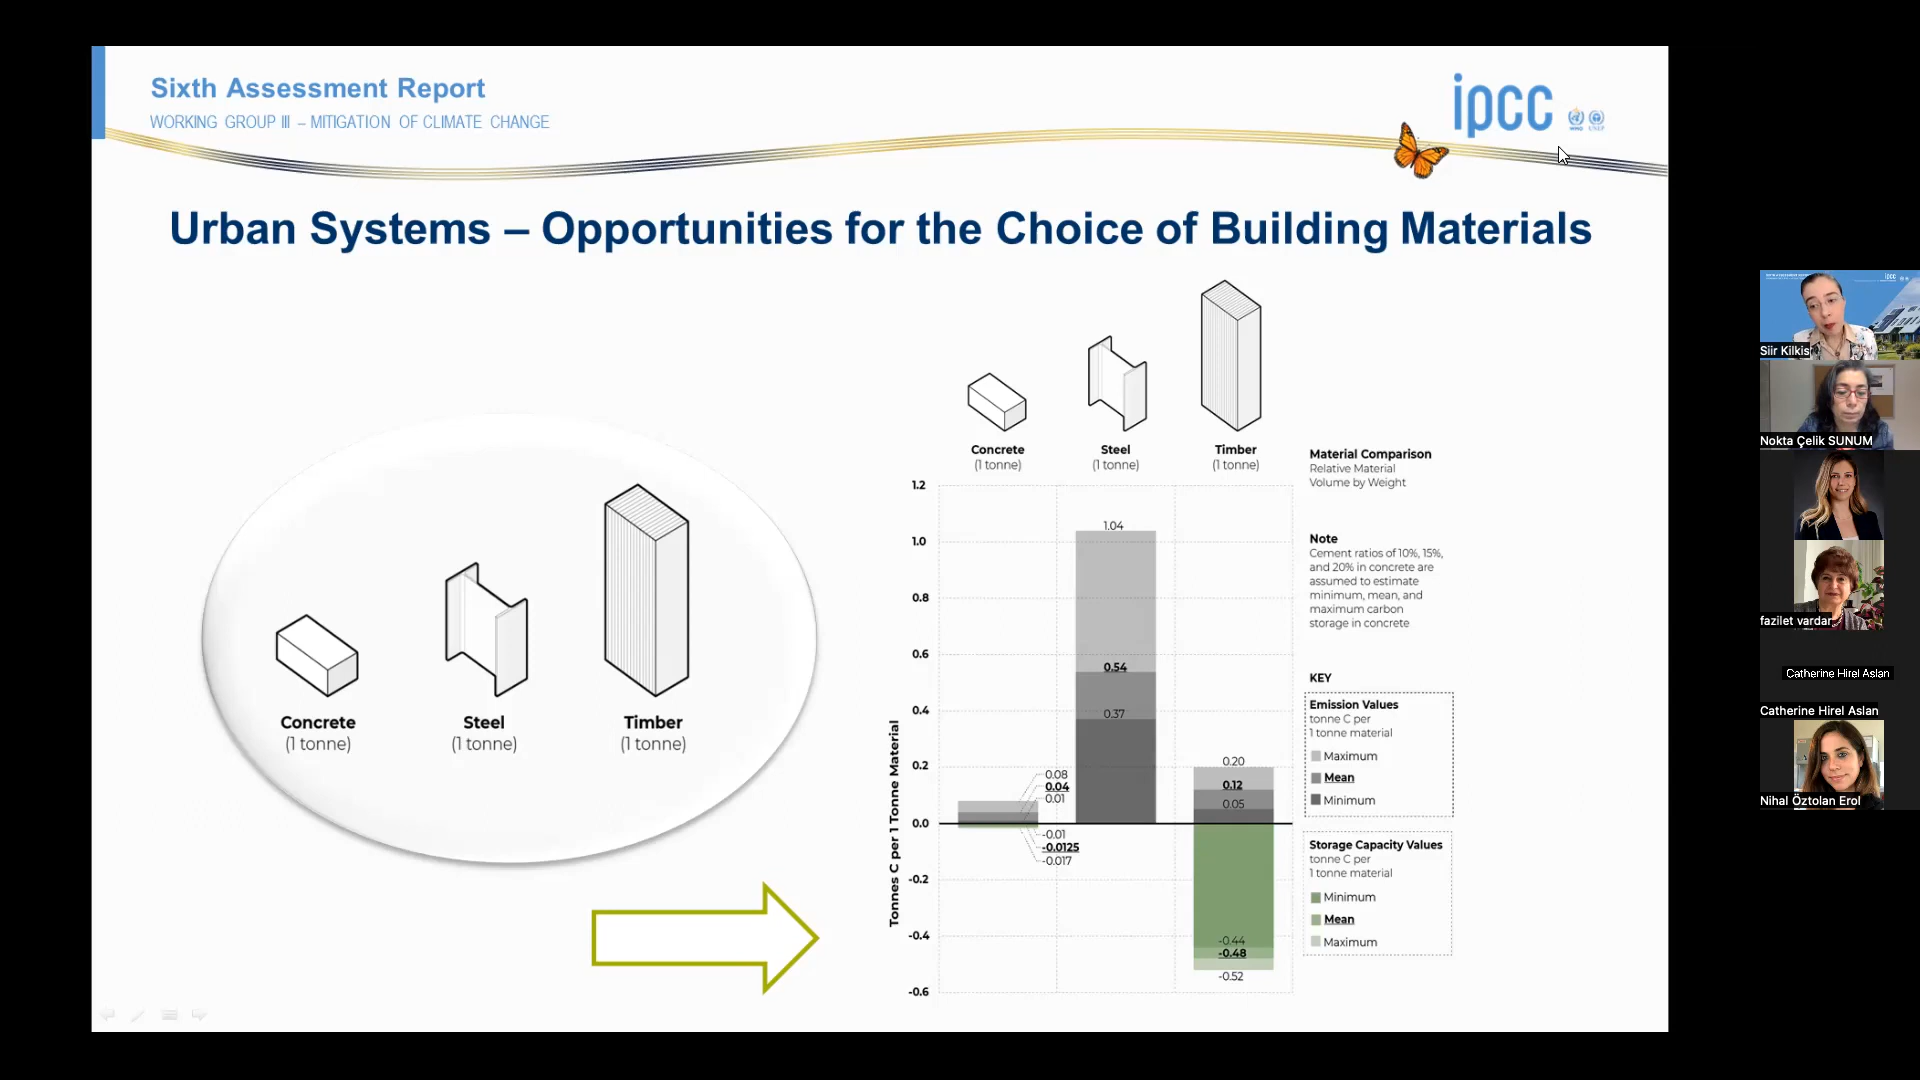 Sixth Assessment Report
WORKING GROUP III – MITIGATION OF CLIMATE CHANGE
ipcc
WMO
UNEP
Urban Systems – Opportunities for the Choice of Building Materials
Concrete
(1 tonne)
Steel
(1 tonne)
Timber
(1 tonne)
Concrete
(1 tonne)
Steel
(1 tonne)
Timber
(1 tonne)
Tonnes C per 1 Tonne Material
1.2
1.0
0.8
0.6
0.4
0.2
0.0
-0.2
-0.4
-0.6
0.08
0.04
0.01
-0.01
-0.0125
-0.017
1.04
0.54
0.37
0.20
0.12
0.05
-0.44
-0.48
-0.52
Material Comparison
Relative Material
Volume by Weight
Note
Cement ratios of 10%, 15%,
and 20% in concrete are
assumed to estimate
minimum, mean, and
maximum carbon
storage in concrete
KEY
Emission Values
tonne C per
1 tonne material
Maximum
Mean
Minimum
Storage Capacity Values
tonne C per
1 tonne material
Minimum
Mean
Maximum
ipcc
Siir Kilkis
Nokta Çelik SUNUM
fazilet vardar
Catherine Hirel Aslan
Catherine Hirel Aslan
Nihal Öztolan Erol